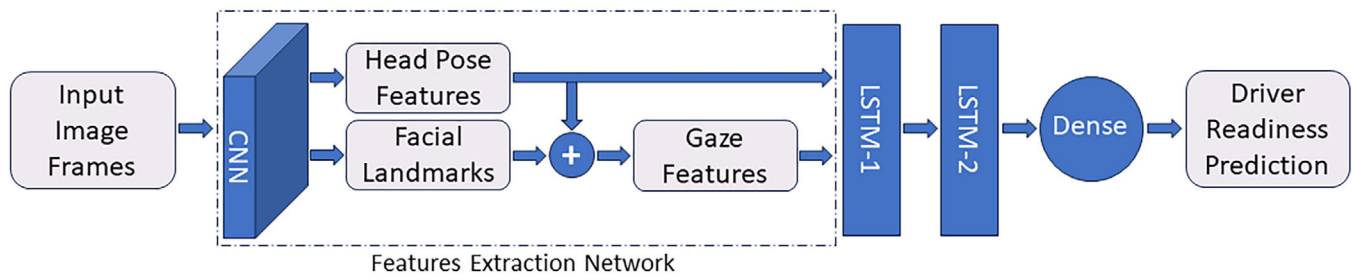 Input
Image
Frames
CNN
Head Pose
Features
Facial
Landmarks
+
Gaze
Features
LSTM-1
LSTM-2
Dense
Driver
Readiness
Prediction
Features Extraction Network